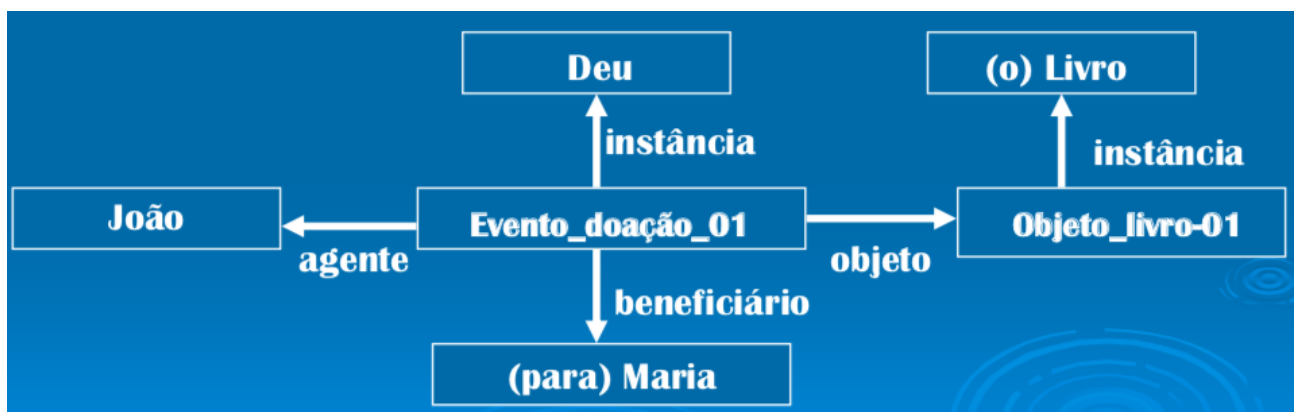 Deu
(o) Livro
instância
instância
João
Evento_doação_01
Objeto_livro-01
agente
objeto
beneficiário
(para) Maria